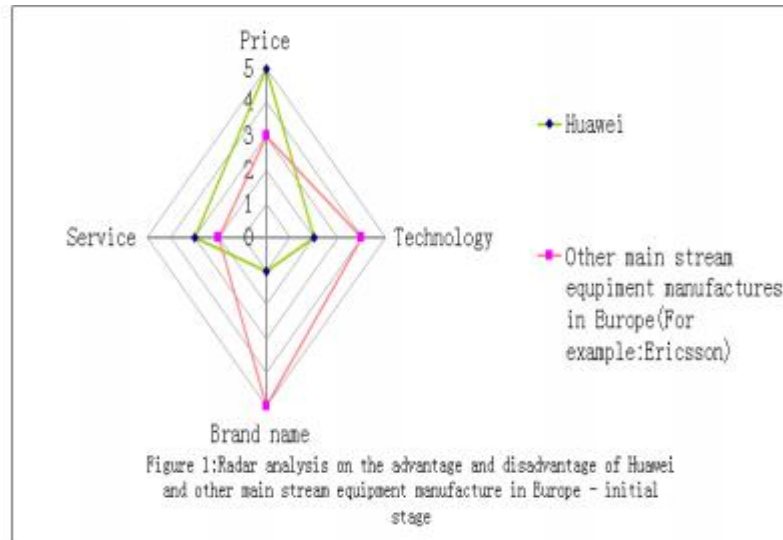 Price
5
4
3
2
1
0
Service
Technology
Brand name
Huawei
Other main stream
equpiment manufactures
in Europe(For
example:Ericsson)
Figure 1:Radar analysis on the advantage and disadvantage of Huawei
and other main stream equipment manufacture in Europe - initial
stage